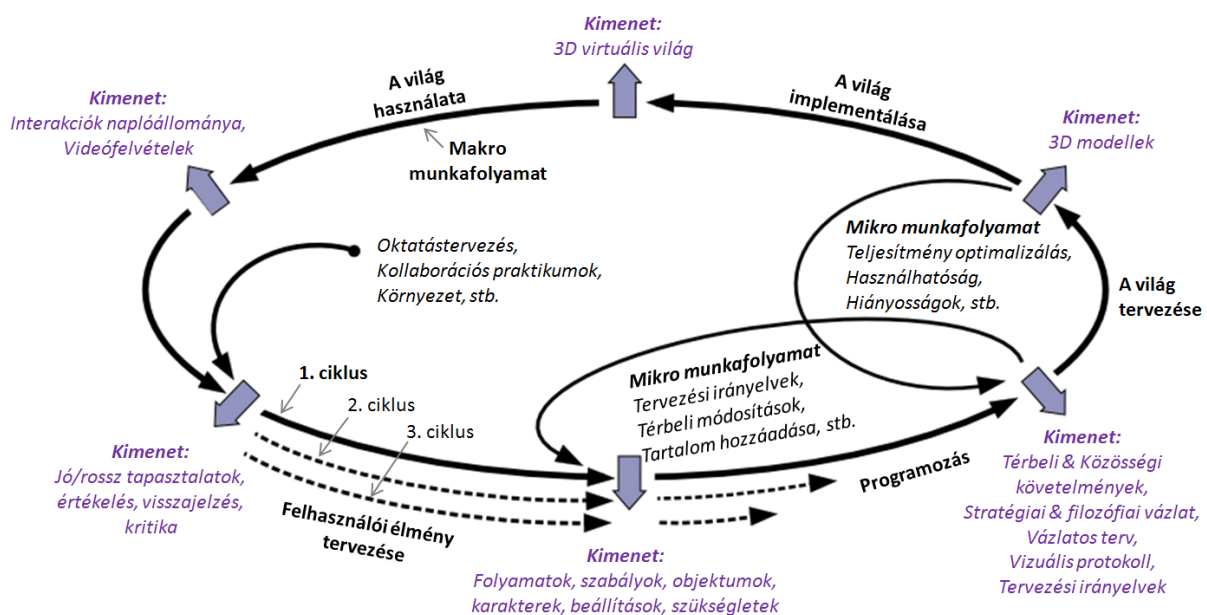 Kimenet:
3D virtuális világ
A világ
használata
A világ
implementálása
Kimenet:
Interakciók naplóállománya,
Videófelvételek
Kimenet:
3D modellek
Makro
munkafolyamat
Mikro munkafolyamat
Teljesítmény optimalizálás,
Használhatóság,
Hiányosságok, stb.
Oktatástervezés,
Kollaborációs praktikumok,
Környezet, stb.
A világ
tervezése
Mikro munkafolyamat
Tervezési irányelvek,
Térbeli módosítások,
Tartalom hozzáadása, stb.
1. ciklus
2. ciklus
3. ciklus
Kimenet:
Jó/rossz tapasztalatok,
értékelés, visszajelzés,
kritika
Felhasználói élmény
tervezése
Programozás
Kimenet:
Térbeli & Közösségi
követelmények,
Stratégiai & filozófiai vázlat,
Vázlatos terv,
Vizuális protokoll,
Tervezési irányelvek
Kimenet:
Folyamatok, szabályok, objektumok,
karakterek, beállítások, szükségletek